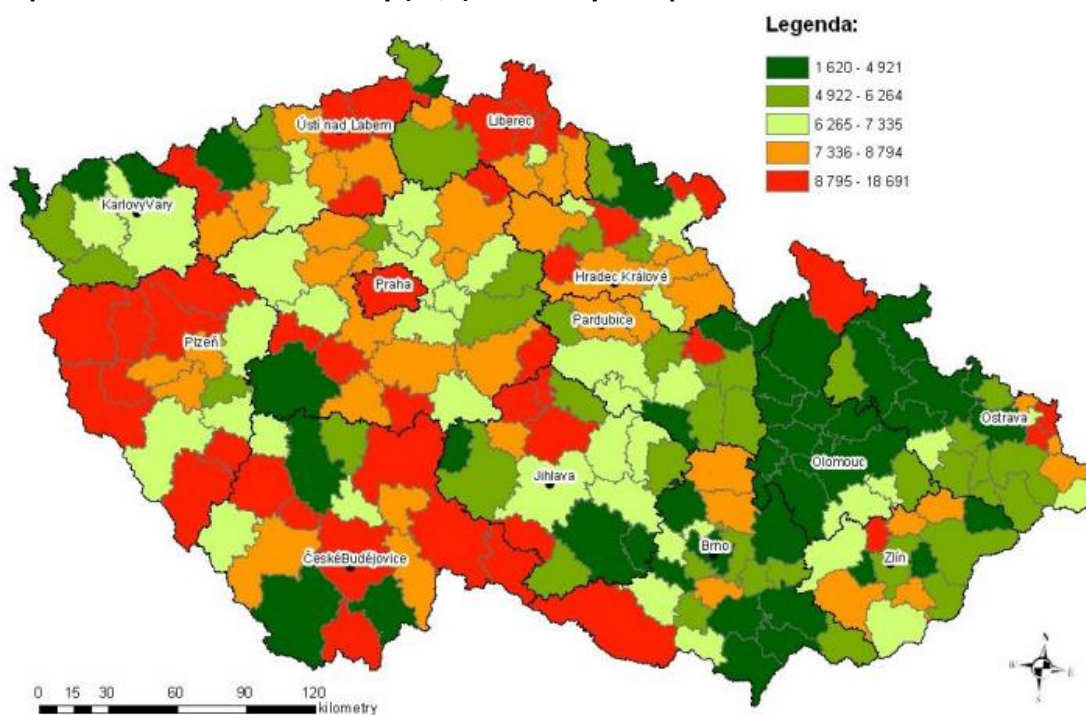 Legenda:
1 620 - 4 921
4 922 - 6 264
6 265 - 7 335
7 336 - 8 794
8 795 - 18 691
Liberec
Ústí nad Labem
KarlovyVary
Praha
Hradec Králové
Pardubice
Plzeň
Ostrava
Olomouc
Jihlava
Brno
Zlín
ČeskéBudějovice
N
W E
S
0 15 30 60 90 120
kilometry